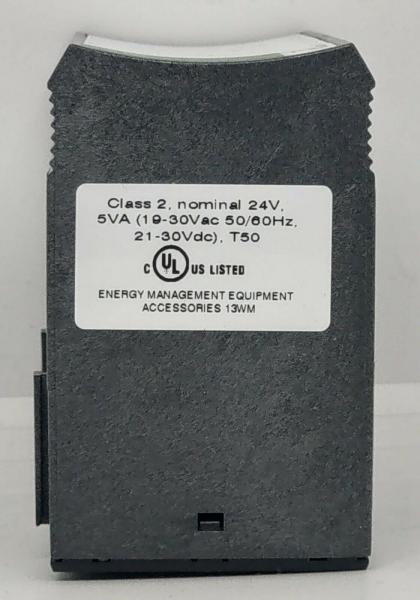 Class 2, nominal 24V,
5VA (19-30Vac 50/60Hz,
21-30Vdc), T50
C UL US LISTED
ENERGY MANAGEMENT EQUIPMENT
ACCESSORIES 13WM